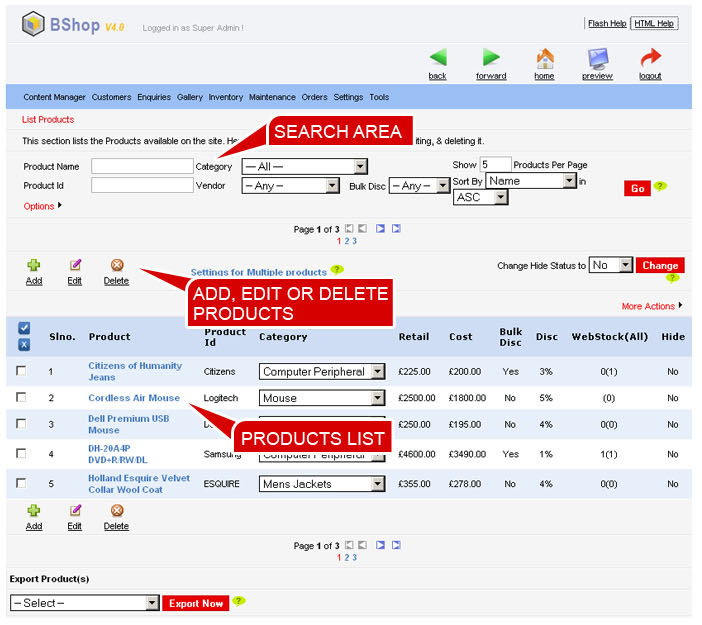 BShop V4.0 Logged in as Super Admin ! Flash Help HTML Help
back forward home preview logout
Content Manager Customers Enquiries Gallery Inventory Maintenance Orders Settings Tools
List Products
SEARCH AREA
This section lists the Products available on the site. iting, & deleting it.
Product Name Category -- All -- Show 5 Products Per Page
Product Id Vendor -- Any -- Bulk Disc -- Any -- Sort By Name in
ASC Go ?
Options
Page 1 of 3
1 2 3
Settings for Multiple products ? Change Hide Status to No Change
?
Add Edit Delete
ADD, EDIT OR DELETE
PRODUCTS
More Actions
Slno. Product Product Id Category Retail Cost Bulk Disc Disc WebStock(All) Hide
1 Citizens of Humanity Jeans Citizens Computer Peripheral £225.00 £200.00 Yes 3% 0(1) No
2 Cordless Air Mouse Logitech Mouse £2500.00 £1800.00 No 5% (0) No
3 Dell Premium USB Mouse £250.00 £195.00 No 4% 0(0) No
PRODUCTS LIST
4 DH-20A4P DVD+R/RW/DL Samsung Computer Peripheral £4600.00 £3490.00 Yes 1% 1(1) No
5 Holland Esquire Velvet Collar Wool Coat ESQUIRE Mens Jackets £355.00 £278.00 No 4% 0(0) No
Add Edit Delete
Page 1 of 3
1 2 3
Export Product(s)
-- Select -- Export Now ?